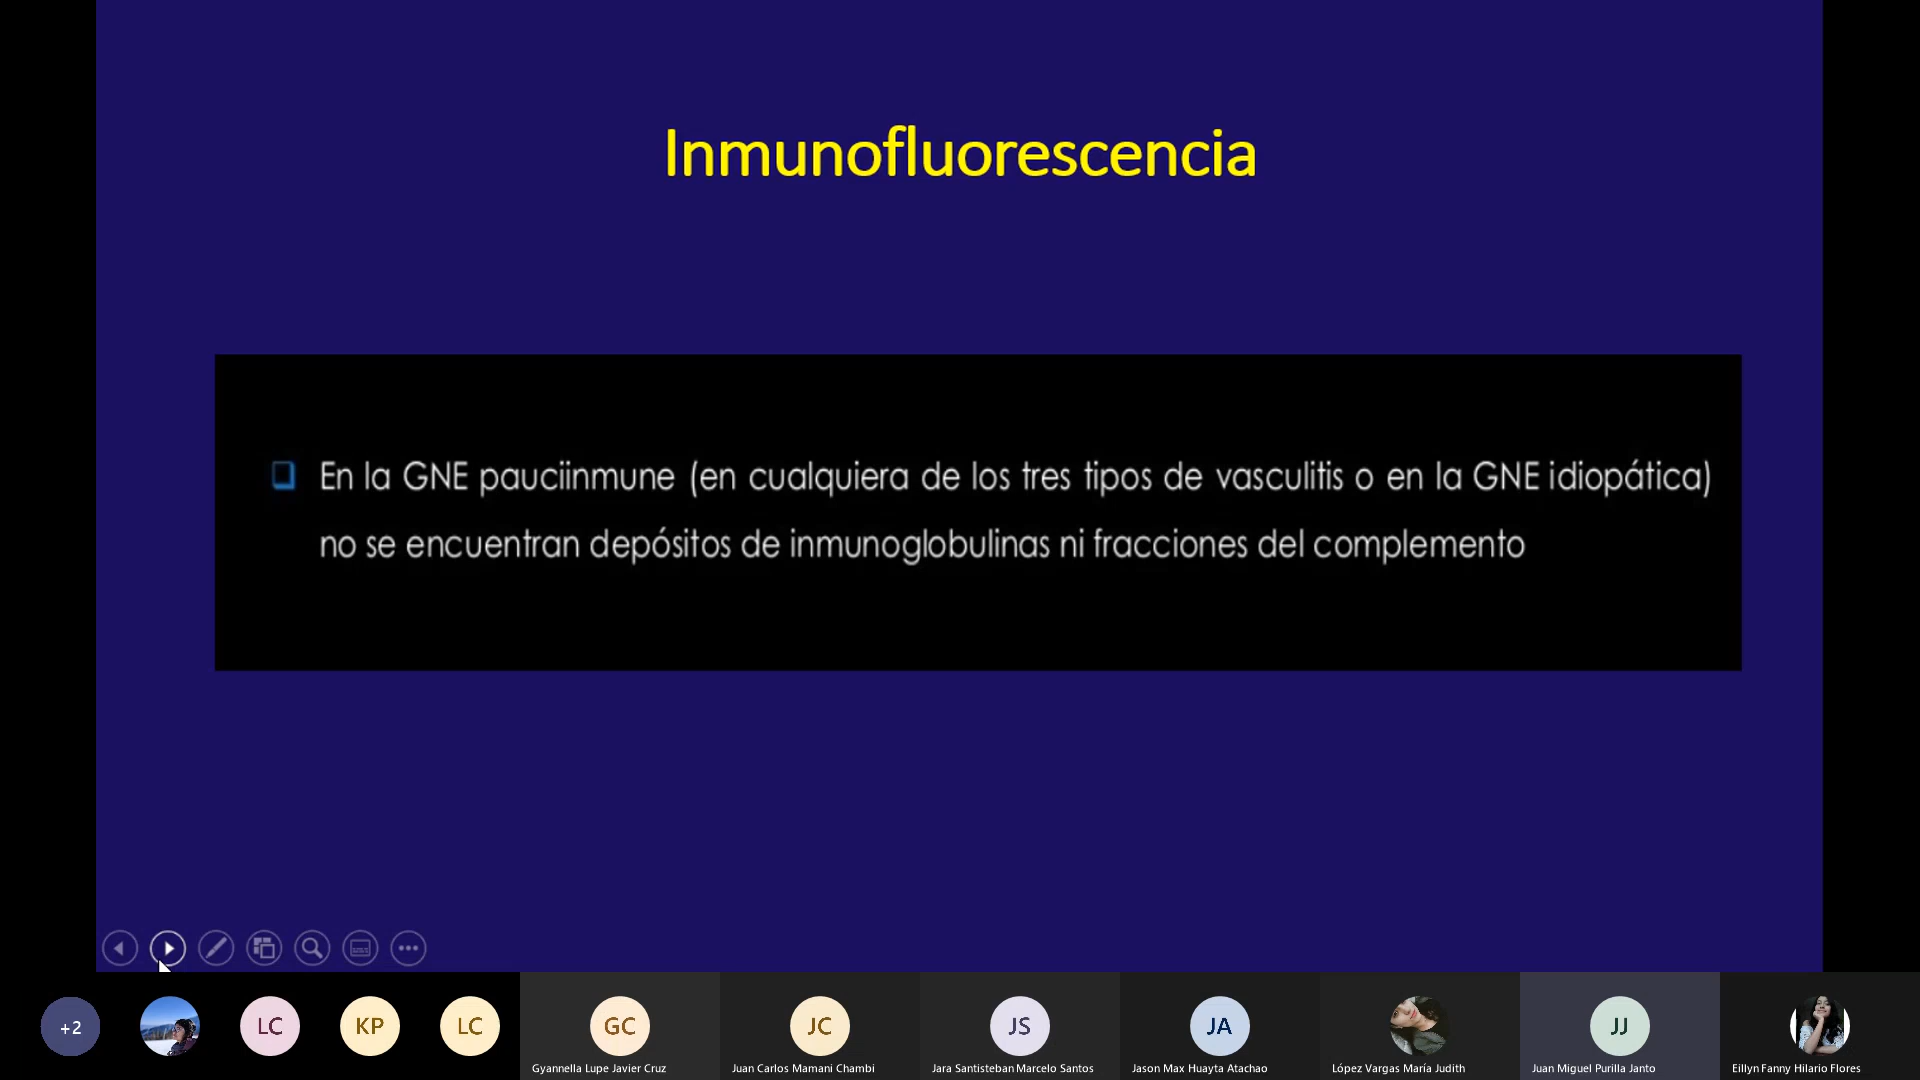 Inmunofluorescencia
En la GNE pauciinmune (en cualquiera de los tres tipos de vasculitis o en la GNE idiopática)
no se encuentran depósitos de inmunoglobulinas ni fracciones del complemento
+2
LC
KP
LC
GC
JC
JS
JA
JJ
Gyannella Lupe Javier Cruz
Juan Carlos Mamani Chambi
Jara Santisteban Marcelo Santos
Jason Max Huayta Atachao
López Vargas María Judith
Juan Miguel Purilla Janto
Eillyn Fanny Hilario Flores